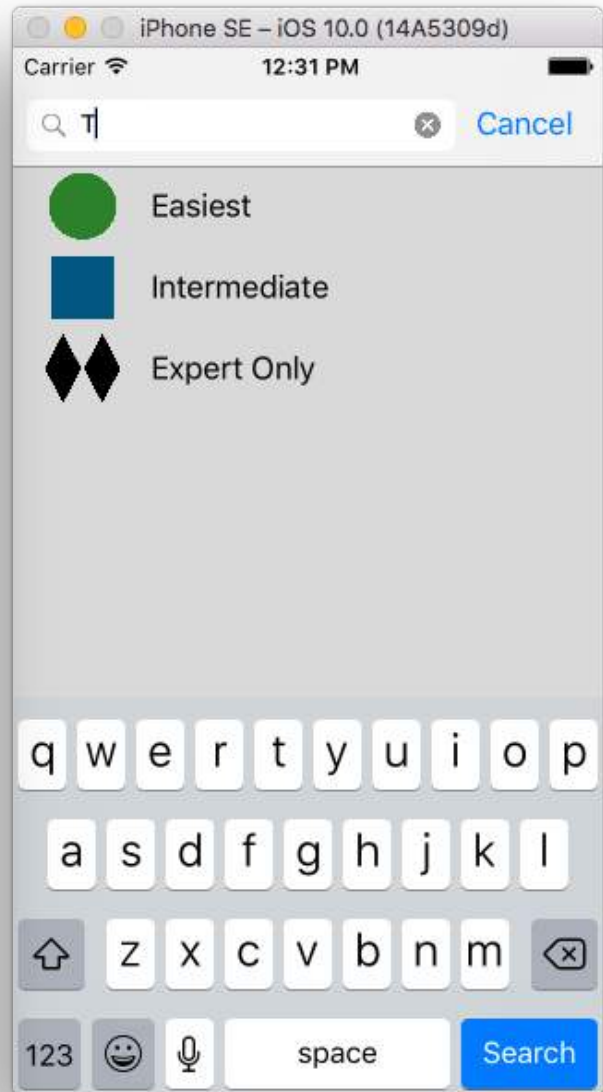 iPhone SE – iOS 10.0 (14A5309d)
Carrier 12:31 PM
T Cancel
Easiest
Intermediate
Expert Only
q w e r t y u i o p
a s d f g h j k l
z x c v b n m
123 space Search